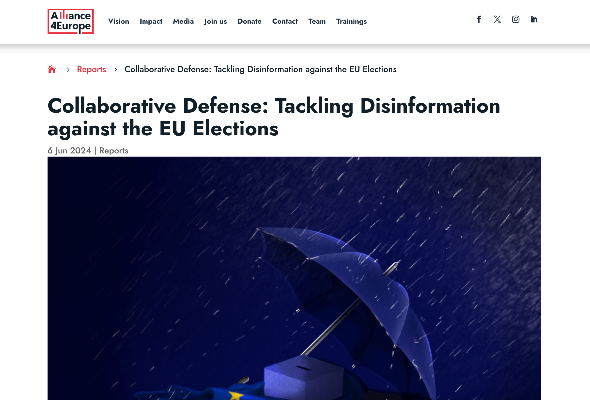 Alliance
4Europe
Vision Impact Media Join us Donate Contact Team Trainings
Reports > Collaborative Defense: Tackling Disinformation against the EU Elections
Collaborative Defense: Tackling Disinformation
against the EU Elections
6 Jun 2024 | Reports